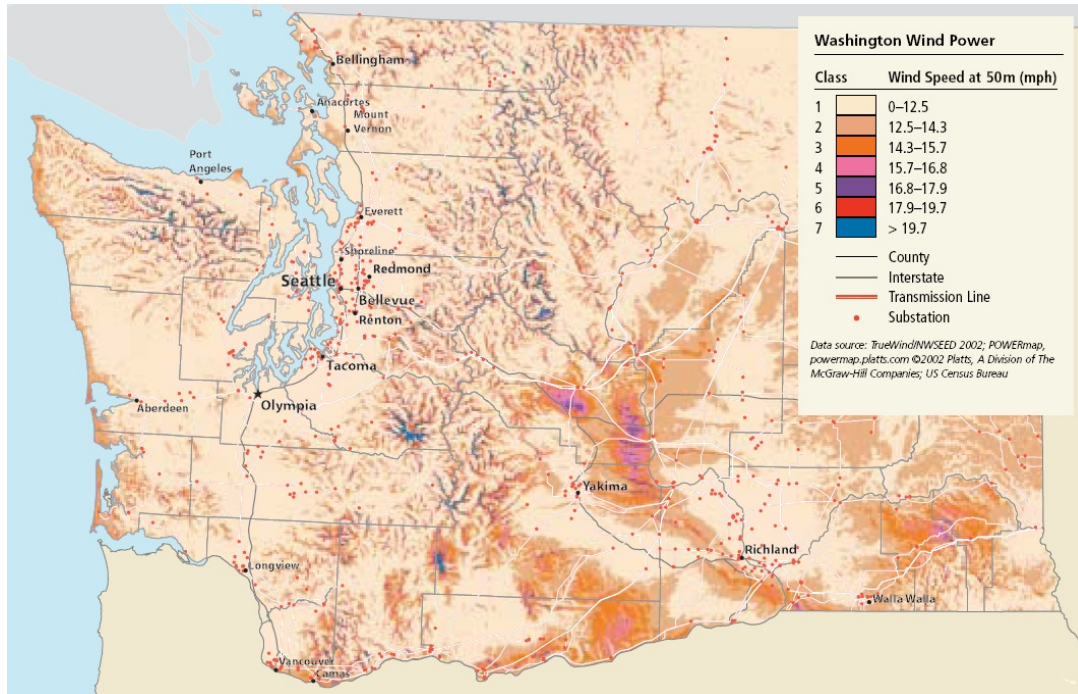 Washington Wind Power
Class Wind Speed at 50m (mph)
1 0–12.5
2 12.5–14.3
3 14.3–15.7
4 15.7–16.8
5 16.8–17.9
6 17.9–19.7
7 > 19.7
County
Interstate
Transmission Line
Substation
Data source: TrueWind/NWSEED 2002; POWERmap,
powermap.platts.com ©2002 Platts, A Division of The
McGraw-Hill Companies; US Census Bureau
Bellingham
Anacortes
Mount
Vernon
Port
Angeles
Everett
Shoreline
Redmond
Seattle
Bellevue
Renton
Tacoma
Aberdeen
Olympia
Yakima
Richland
Longview
Walla Walla
Vancouver
Camas